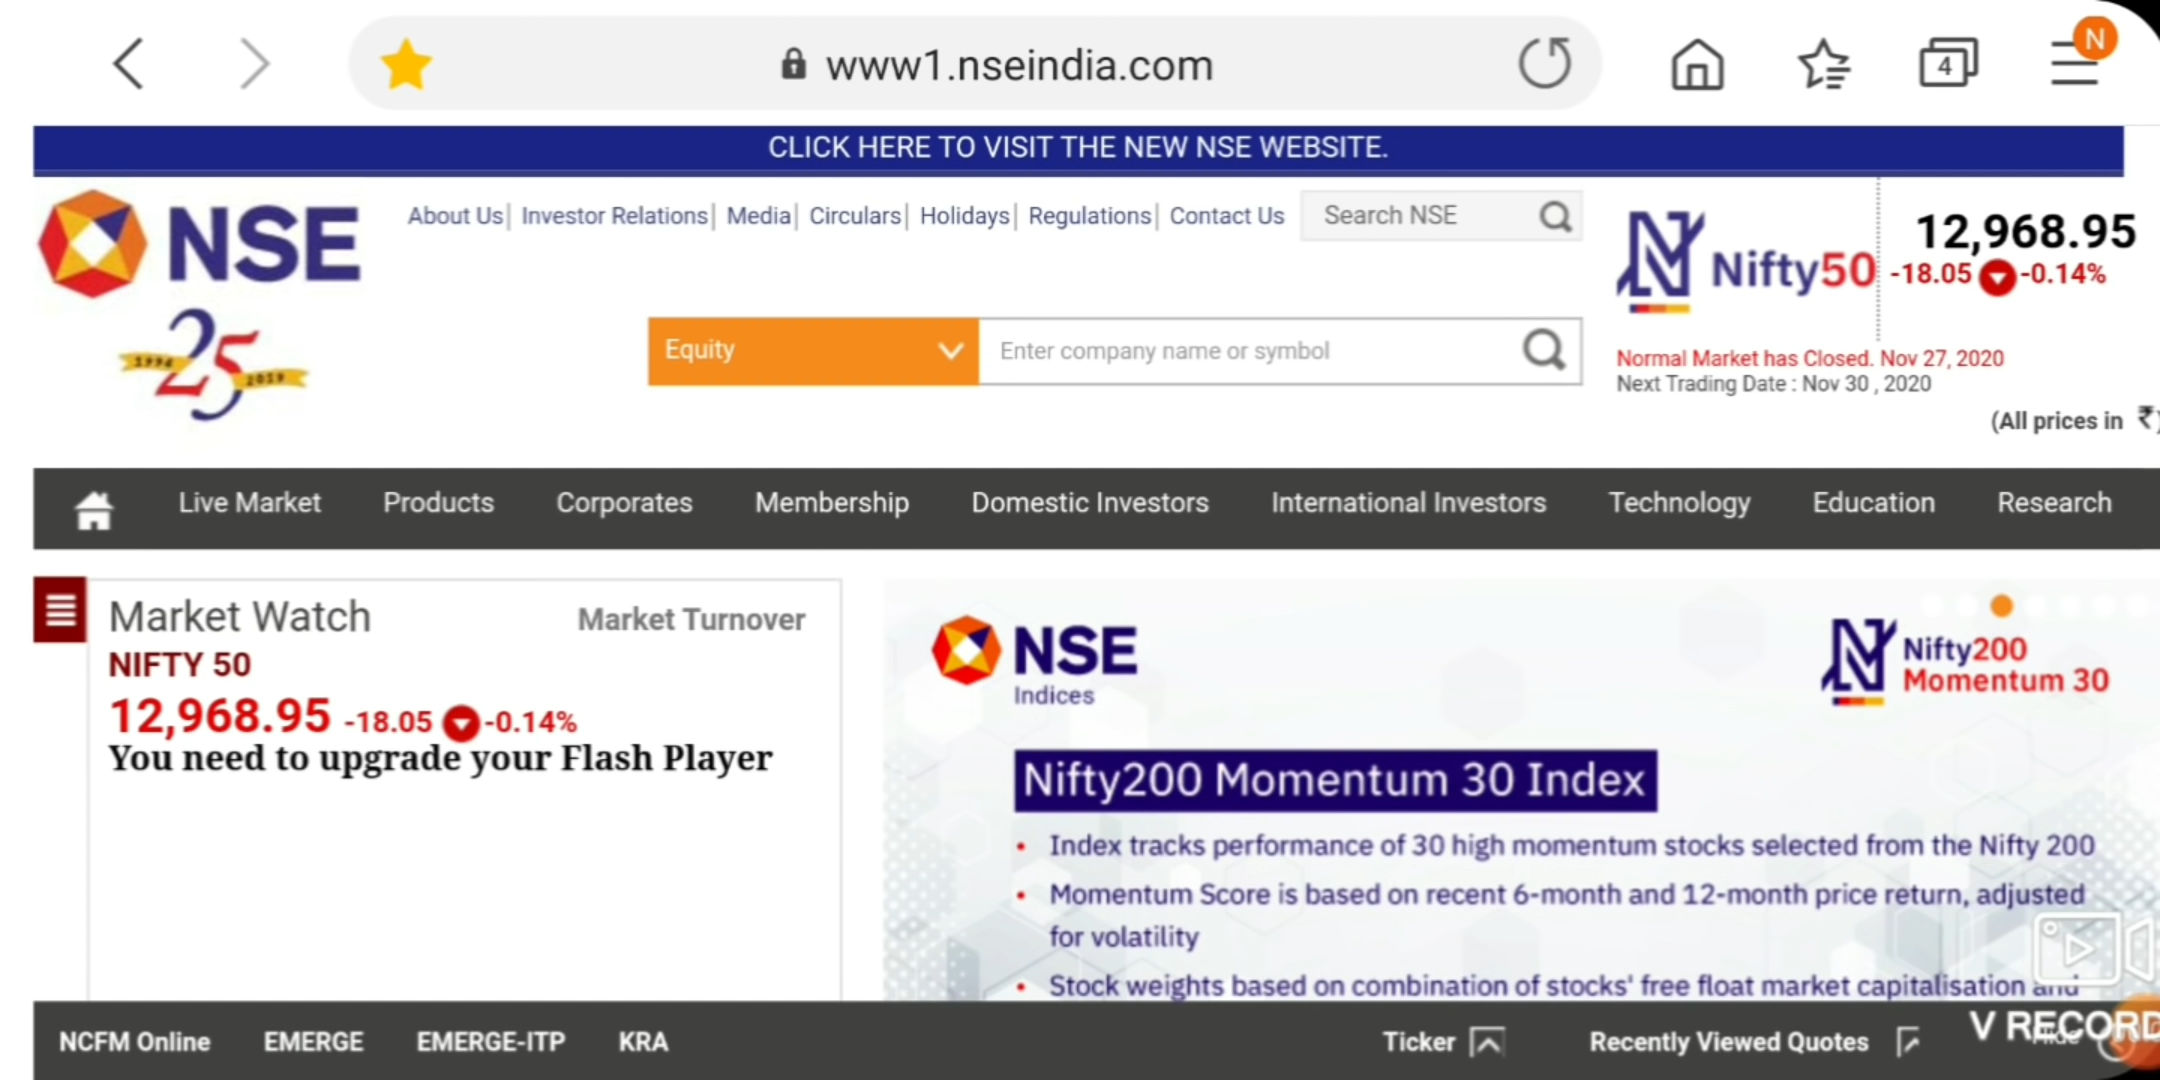 www1.nseindia.com
4
N
CLICK HERE TO VISIT THE NEW NSE WEBSITE.
NSE
About Us| Investor Relations| Media| Circulars| Holidays| Regulations| Contact Us
Search NSE
Nifty50
12,968.95
-18.05 -0.14%
1994 25 2019
Equity
Enter company name or symbol
Normal Market has Closed. Nov 27, 2020
Next Trading Date : Nov 30 , 2020
(All prices in ₹)
Live Market Products Corporates Membership Domestic Investors International Investors Technology Education Research
Market Watch
Market Turnover
NIFTY 50
12,968.95 -18.05 -0.14%
You need to upgrade your Flash Player
NSE
Indices
Nifty200
Momentum 30
Nifty200 Momentum 30 Index
• Index tracks performance of 30 high momentum stocks selected from the Nifty 200
• Momentum Score is based on recent 6-month and 12-month price return, adjusted
for volatility
• Stock weights based on combination of stocks' free float market capitalisation and
NCFM Online EMERGE EMERGE-ITP KRA
Ticker
Recently Viewed Quotes
Hide
V RECORD